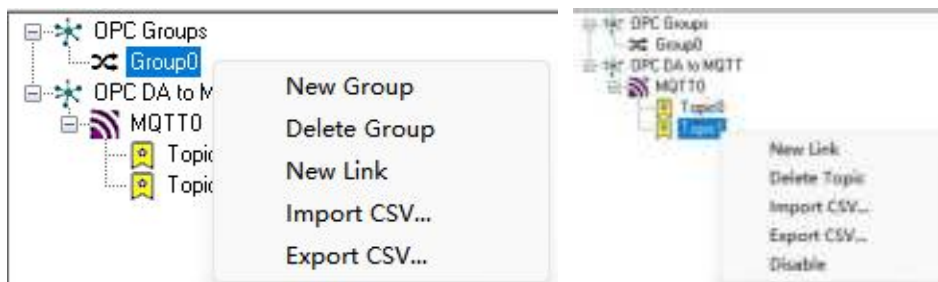 OPC Groups
Group0
OPC DA to M
MQTT0
Topic
Topic
New Group
Delete Group
New Link
Import CSV...
Export CSV...
OPC Groups
Group0
OPC DA to MQTT
MQTT0
Topic0
New Link
Delete Topic
Import CSV...
Export CSV...
Disable